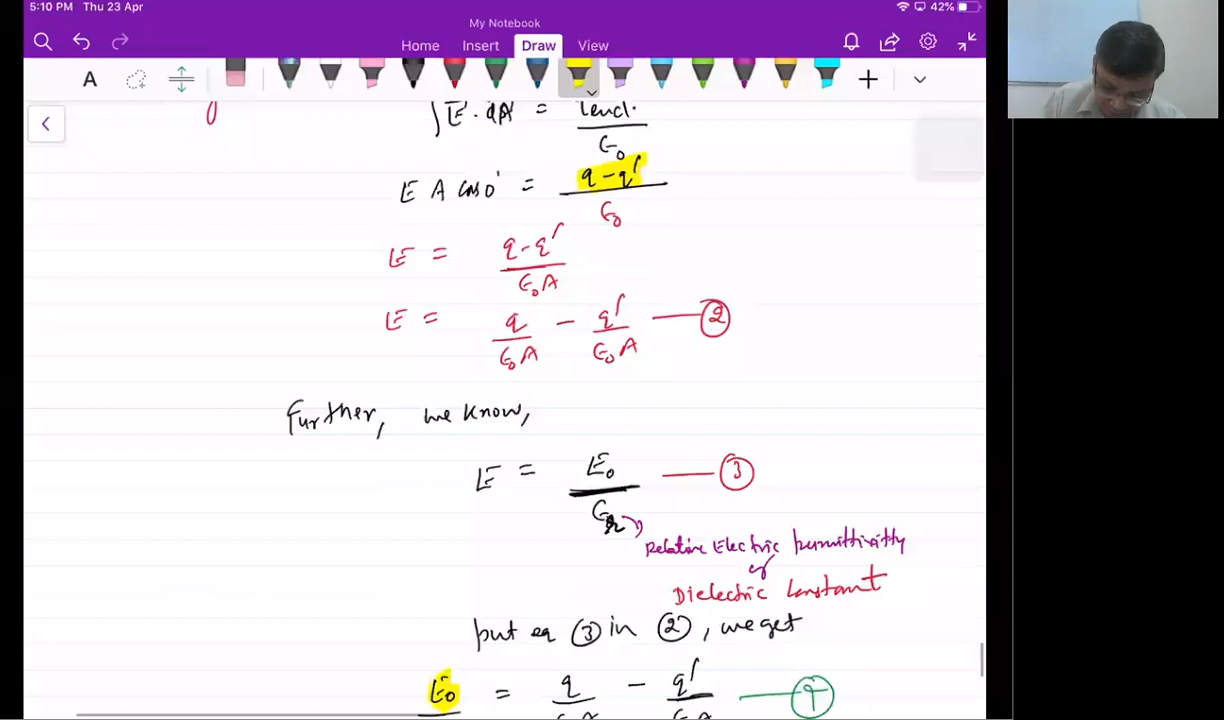 5:10 PM Thu 23 Apr
42%
My Notebook
Home Insert Draw View
A
∫E · dA = qencl.
ϵ0
E A cos0° = q-q'
ϵ0
E = q-q'
ϵ0A
E = q - q' — 2
ϵ0A ϵ0A
Further, we know,
E = E0 — 3
ϵr
Relative Electric permittivity
or
Dielectric Constant
put eq 3 in 2, we get
E0 = q - q' — 4